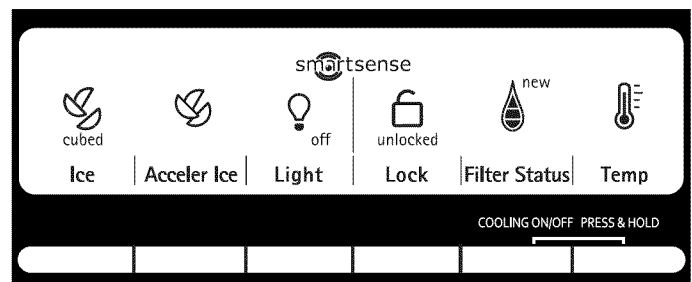 smartsense
new
cubed off unlocked
Ice Acceler Ice Light Lock Filter Status Temp
COOLING ON/OFF PRESS & HOLD